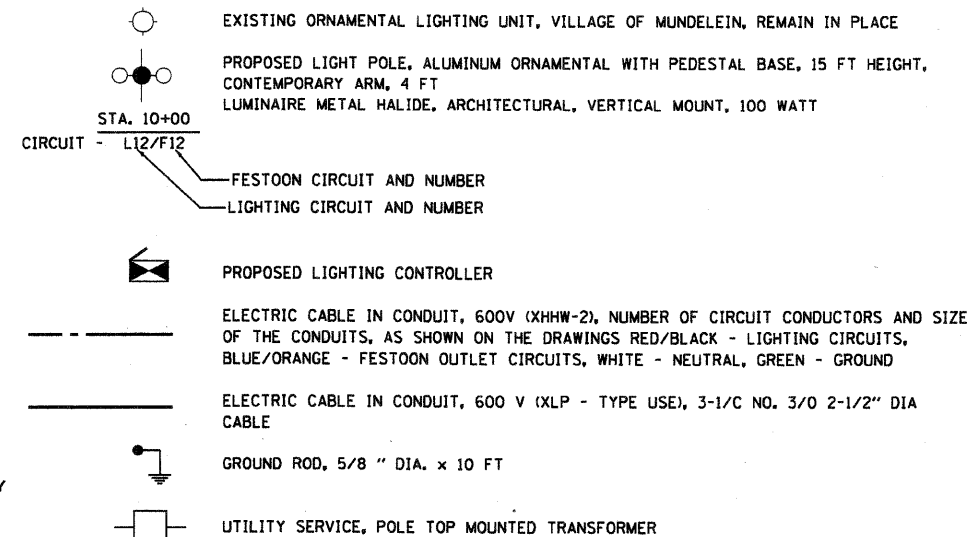 EXISTING ORNAMENTAL LIGHTING UNIT, VILLAGE OF MUNDELEIN, REMAIN IN PLACE
PROPOSED LIGHT POLE, ALUMINUM ORNAMENTAL WITH PEDESTAL BASE, 15 FT HEIGHT,
CONTEMPORARY ARM, 4 FT
LUMINAIRE METAL HALIDE, ARCHITECTURAL, VERTICAL MOUNT, 100 WATT
STA. 10+00
CIRCUIT - L12/F12
FESTOON CIRCUIT AND NUMBER
LIGHTING CIRCUIT AND NUMBER
PROPOSED LIGHTING CONTROLLER
ELECTRIC CABLE IN CONDUIT, 600V (XHHW-2), NUMBER OF CIRCUIT CONDUCTORS AND SIZE
OF THE CONDUITS, AS SHOWN ON THE DRAWINGS RED/BLACK - LIGHTING CIRCUITS,
BLUE/ORANGE - FESTOON OUTLET CIRCUITS, WHITE - NEUTRAL, GREEN - GROUND
ELECTRIC CABLE IN CONDUIT, 600 V (XLP - TYPE USE), 3-1/C NO. 3/0 2-1/2" DIA
CABLE
GROUND ROD, 5/8 " DIA. x 10 FT
Y
UTILITY SERVICE, POLE TOP MOUNTED TRANSFORMER